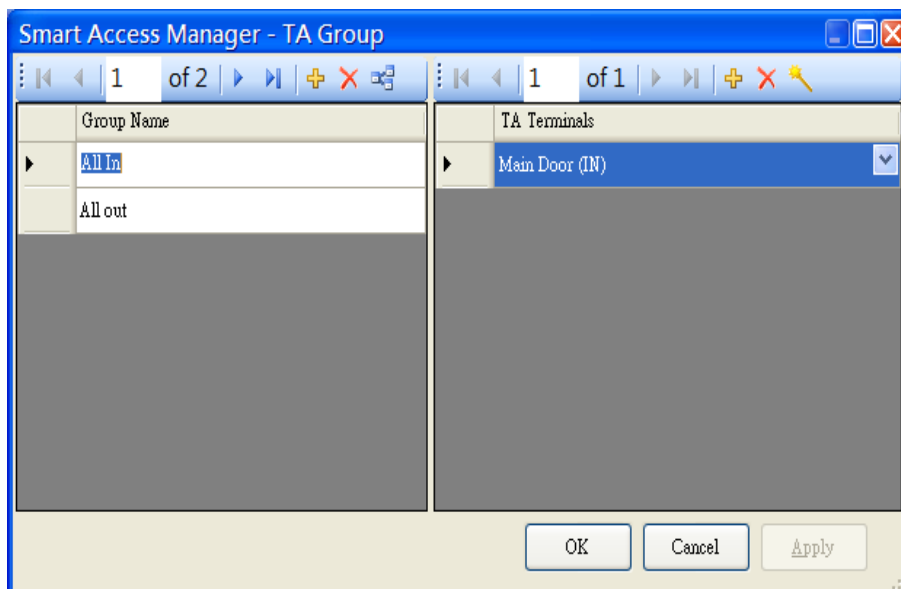 Smart Access Manager - TA Group
1 of 2 1 of 1
Group Name TA Terminals
All In Main Door (IN)
All out
OK Cancel Apply